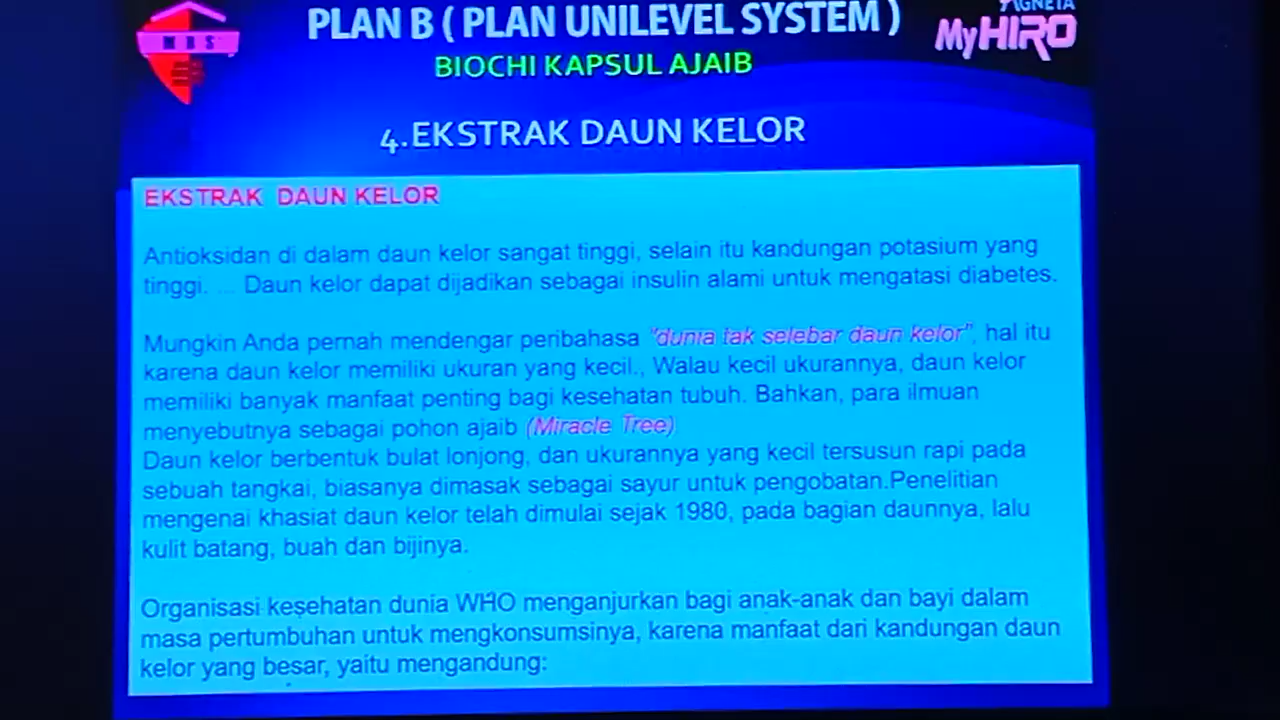 PLAN B ( PLAN UNILEVEL SYSTEM )
AGNETA
MyHIRO
MBS
BIOCHI KAPSUL AJAIB
4.EKSTRAK DAUN KELOR
EKSTRAK DAUN KELOR
Antioksidan di dalam daun kelor sangat tinggi, selain itu kandungan potasium yang
tinggi. ... Daun kelor dapat dijadikan sebagai insulin alami untuk mengatasi diabetes.
Mungkin Anda pernah mendengar peribahasa "dunia tak selebar daun kelor", hal itu
karena daun kelor memiliki ukuran yang kecil., Walau kecil ukurannya, daun kelor
memiliki banyak manfaat penting bagi kesehatan tubuh. Bahkan, para ilmuan
menyebutnya sebagai pohon ajaib (Miracle Tree)
Daun kelor berbentuk bulat lonjong, dan ukurannya yang kecil tersusun rapi pada
sebuah tangkai, biasanya dimasak sebagai sayur untuk pengobatan.Penelitian
mengenai khasiat daun kelor telah dimulai sejak 1980, pada bagian daunnya, lalu
kulit batang, buah dan bijinya.
Organisasi kesehatan dunia WHO menganjurkan bagi anak-anak dan bayi dalam
masa pertumbuhan untuk mengkonsumsinya, karena manfaat dari kandungan daun
kelor yang besar, yaitu mengandung: